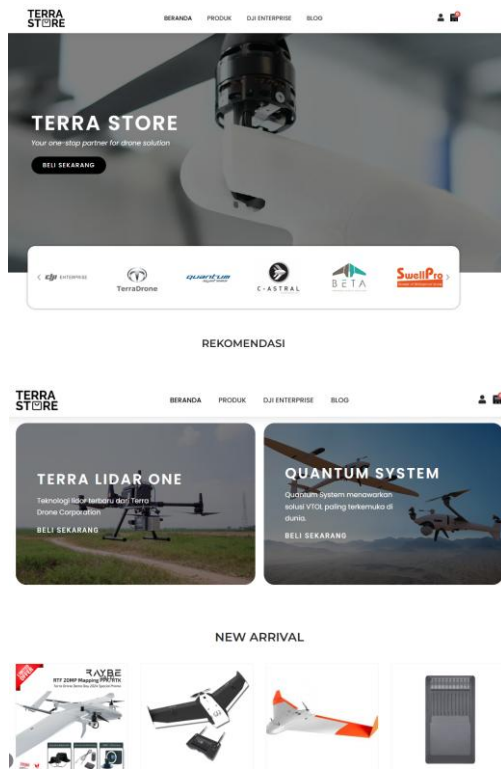 TERRA
STORE
BERANDA PRODUK DJI ENTERPRISE BLOG
TERRA STORE
Your one-stop partner for drone solution
BELI SEKARANG
dji ENTERPRISE
TerraDrone
quantum
C-ASTRAL
BETA
SwellPro
REKOMENDASI
TERRA
STORE
BERANDA PRODUK DJI ENTERPRISE BLOG
TERRA LIDAR ONE
Teknologi lidar terbaru dari Terra
Drone Corporation
BELI SEKARANG
QUANTUM SYSTEM
Quantum System menawarkan
solusi VTOL paling terkemuka di
dunia.
BELI SEKARANG
NEW ARRIVAL
RAYBE